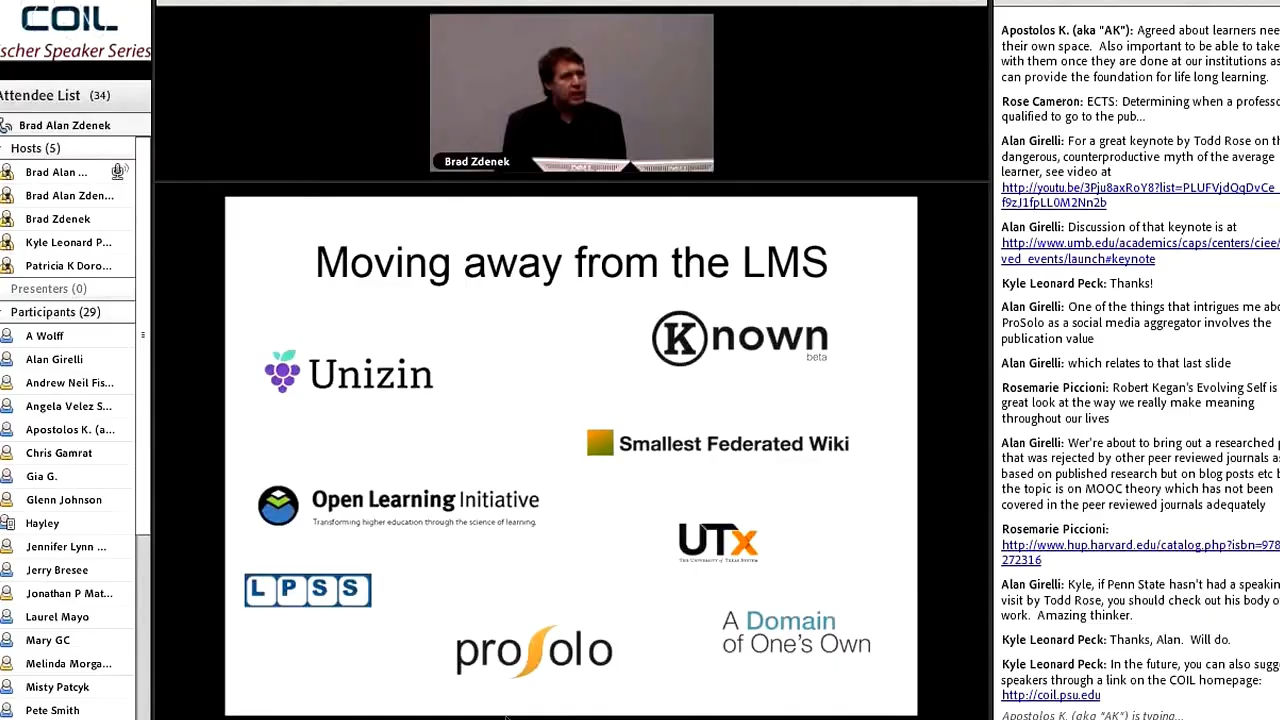 COIL
scher Speaker Series
Attendee List (34)
Brad Alan Zdenek
Hosts (5)
Brad Alan ...
Brad Alan Zden...
Brad Zdenek
Kyle Leonard P...
Patricia K Doro...
Presenters (0)
Participants (29)
A Wolff
Alan Girelli
Andrew Neil Fis...
Angela Velez S...
Apostolos K. (a...
Chris Gamrat
Gia G.
Glenn Johnson
Hayley
Jennifer Lynn ...
Jerry Bresee
Jonathan P Mat...
Laurel Mayo
Mary GC
Melinda Morga...
Misty Patcyk
Pete Smith
Brad Zdenek
Moving away from the LMS
Known
beta
Unizin
Smallest Federated Wiki
Open Learning Initiative
Transforming higher education through the science of learning.
UTx
THE UNIVERSITY OF TEXAS SYSTEM
LPSS
proSolo
A Domain
of One's Own
Apostolos K. (aka "AK"): Agreed about learners nee
their own space. Also important to be able to take
with them once they are done at our institutions as
can provide the foundation for life long learning.
Rose Cameron: ECTS: Determining when a professo
qualified to go to the pub...
Alan Girelli: For a great keynote by Todd Rose on th
dangerous, counterproductive myth of the average
learner, see video at
http://youtu.be/3Pju8axRoY8?list=PLUFVjdQqDvCe_
f9zJ1fpLL0M2Nn2b
Alan Girelli: Discussion of that keynote is at
http://www.umb.edu/academics/caps/centers/ciee/
ved_events/launch#keynote
Kyle Leonard Peck: Thanks!
Alan Girelli: One of the things that intrigues me abo
ProSolo as a social media aggregator involves the
publication value
Alan Girelli: which relates to that last slide
Rosemarie Piccioni: Robert Kegan's Evolving Self is
great look at the way we really make meaning
throughout our lives
Alan Girelli: Wer're about to bring out a researched p
that was rejected by other peer reviewed journals as
based on published research but on blog posts etc b
the topic is on MOOC theory which has not been
covered in the peer reviewed journals adequately
Rosemarie Piccioni:
http://www.hup.harvard.edu/catalog.php?isbn=978
272316
Alan Girelli: Kyle, if Penn State hasn't had a speakin
visit by Todd Rose, you should check out his body o
work. Amazing thinker.
Kyle Leonard Peck: Thanks, Alan. Will do.
Kyle Leonard Peck: In the future, you can also sugg
speakers through a link on the COIL homepage:
http://coil.psu.edu
Apostolos K. (aka "AK") is typing...